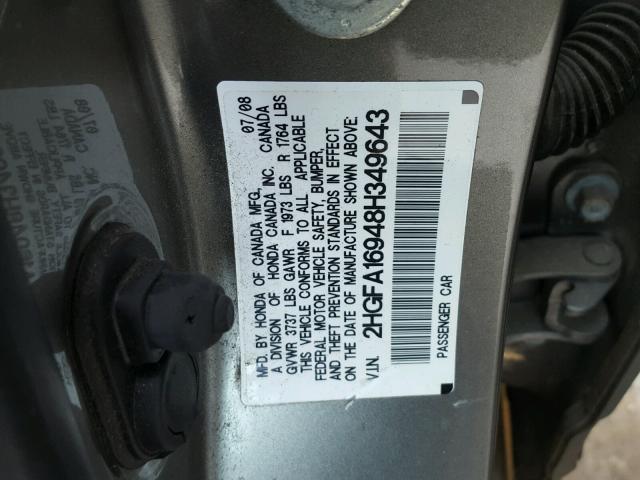 MFD. BY HONDA OF CANADA MFG. 07/08
A DIVISION OF HONDA CANADA INC. CANADA
GVWR 3737 LBS GAWR F 1973 LBS R 1764 LBS
THIS VEHICLE CONFORMS TO ALL APPLICABLE
FEDERAL MOTOR VEHICLE SAFETY, BUMPER,
AND THEFT PREVENTION STANDARDS IN EFFECT
ON THE DATE OF MANUFACTURE SHOWN ABOVE.
V.I.N. 2HGFA16948H349643
PASSENGER CAR